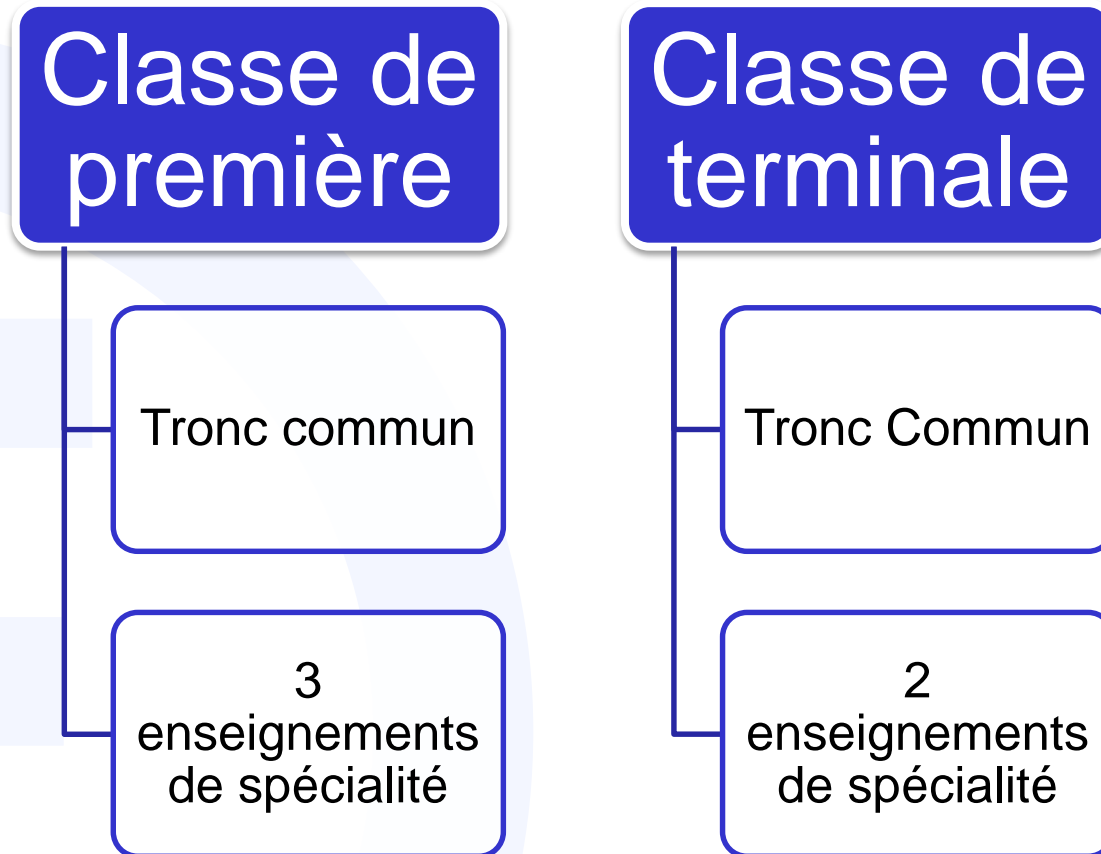 Classe de
première
Tronc commun
3
enseignements
de spécialité
Classe de
terminale
Tronc Commun
2
enseignements
de spécialité